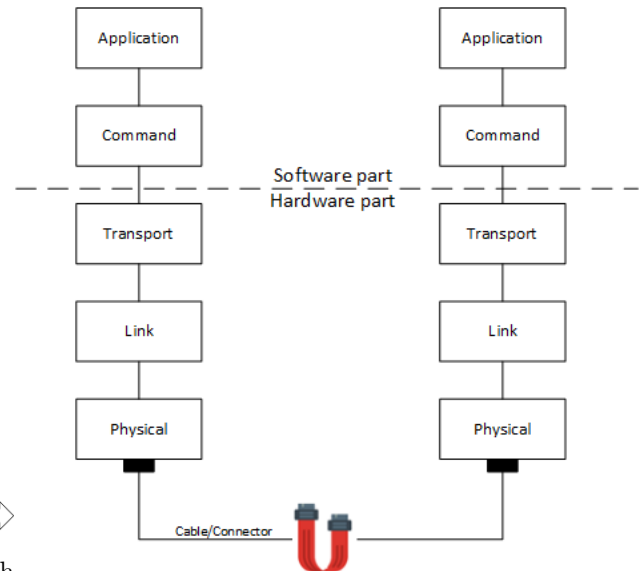 Application Application
Command Command
Software part
Hardware part
Transport Transport
Link Link
Physical Physical
Cable/Connector
h